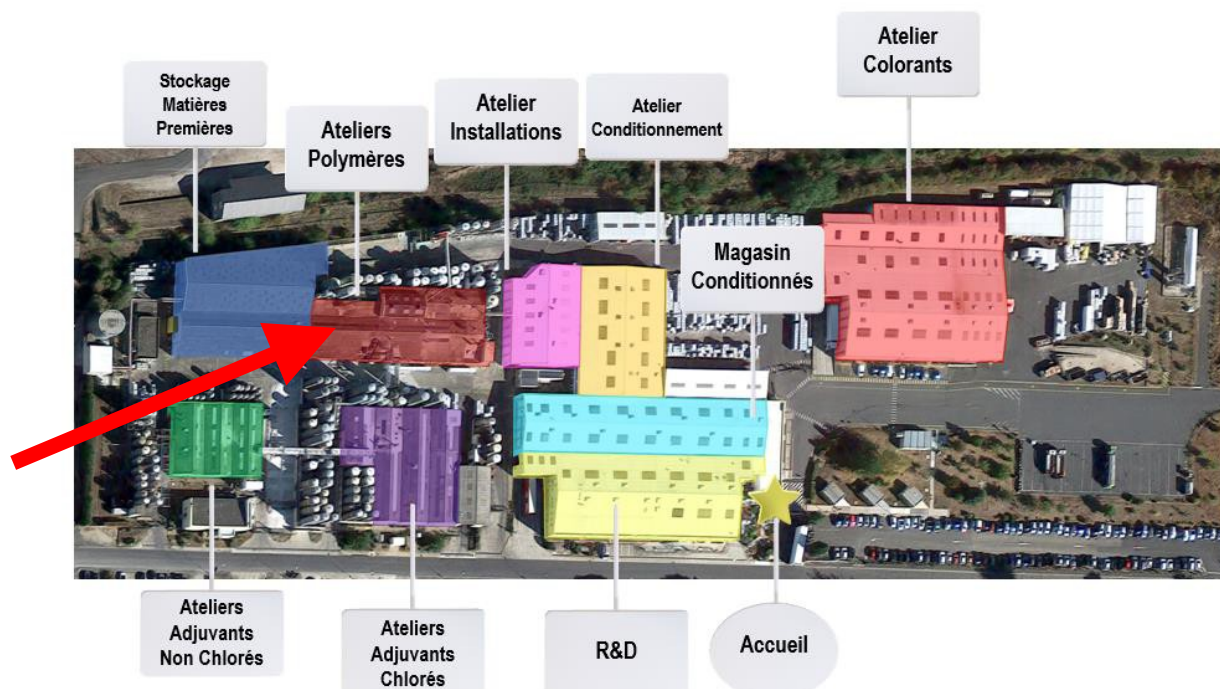 Atelier
Colorants
Stockage
Matières
Premières
Ateliers
Polymères
Atelier
Installations
Atelier
Conditionnement
Magasin
Conditionnés
Ateliers
Adjuvants
Non Chlorés
Ateliers
Adjuvants
Chlorés
R&D
Accueil